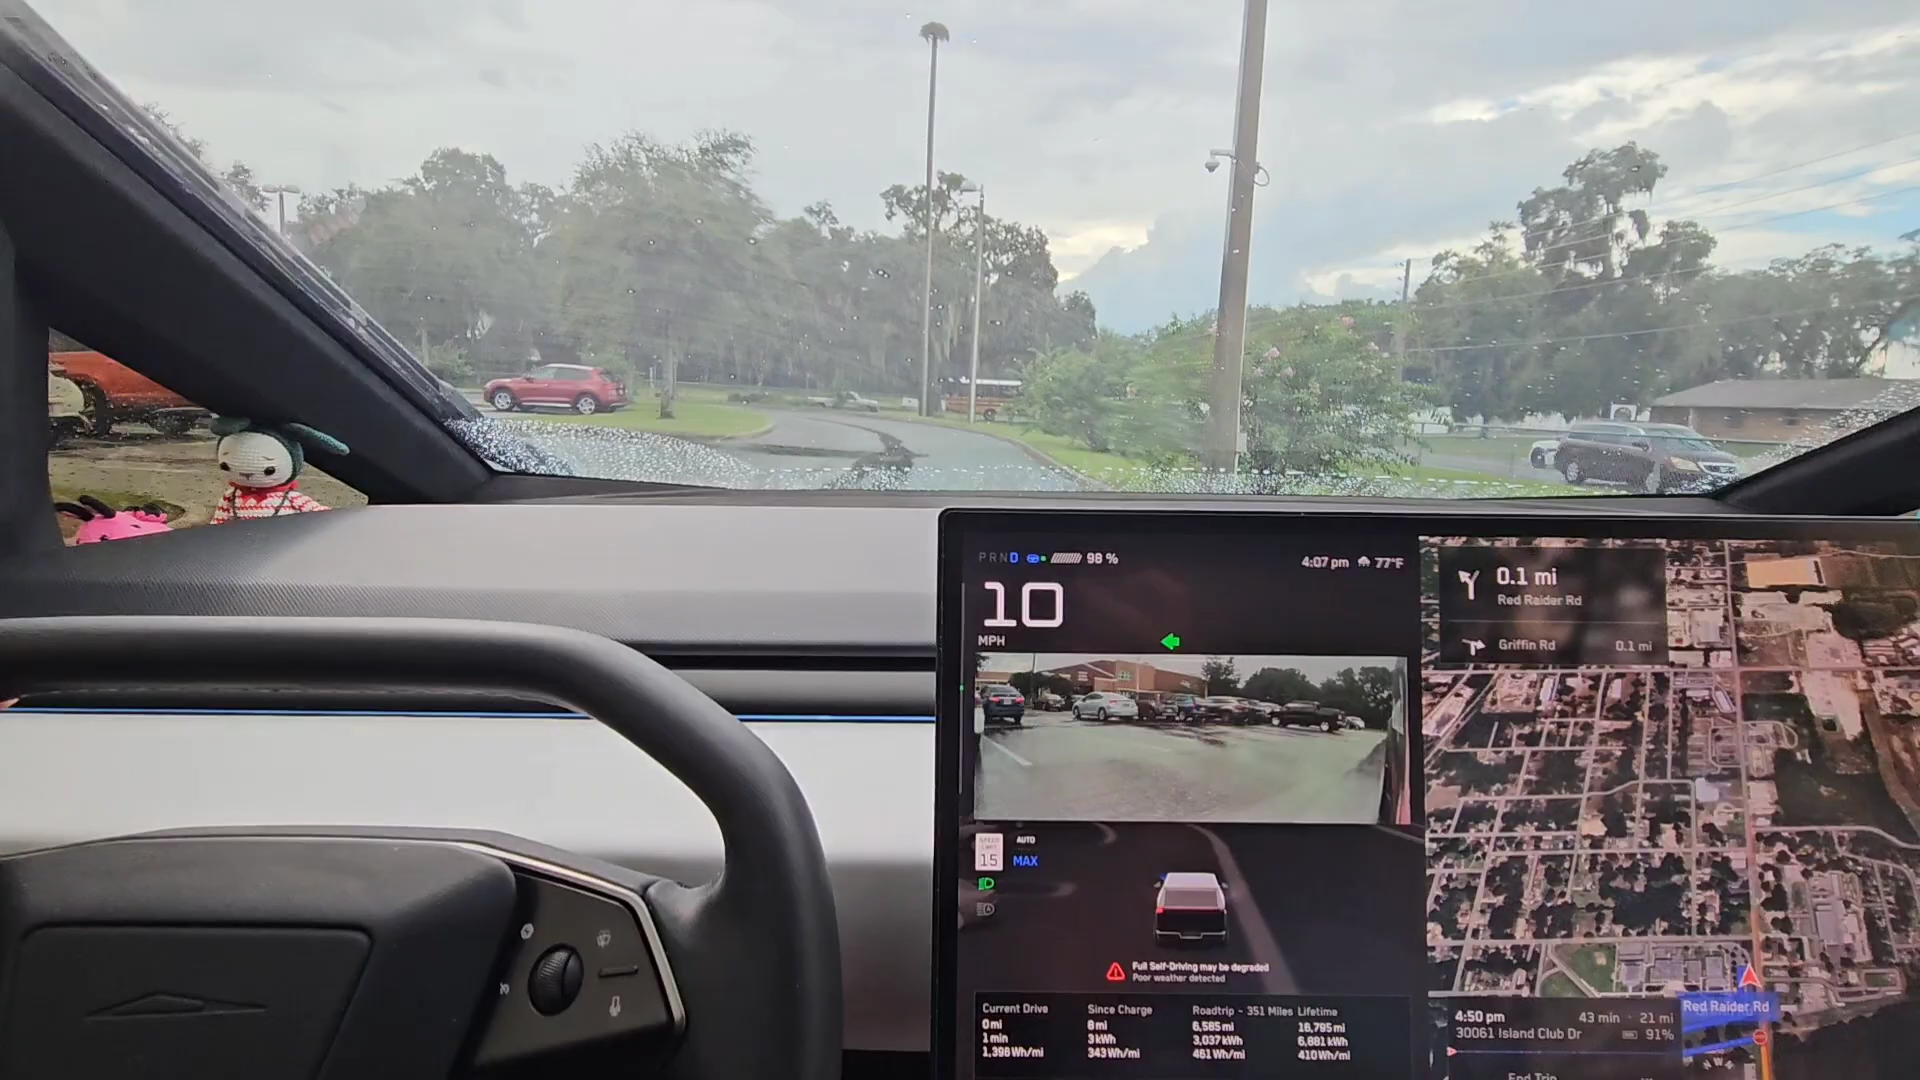 PRND 98 %
4:07 pm 77°F
10
MPH
SPEED
LIMIT
15
AUTO
MAX
Full Self-Driving may be degraded
Poor weather detected
Current Drive
0 mi
1 min
1,396 Wh/mi
Since Charge
8 mi
3 kWh
343 Wh/mi
Roadtrip - 351 Miles
6,585 mi
3,037 kWh
461 Wh/mi
Lifetime
16,795 mi
6,881 kWh
410 Wh/mi
0.1 mi
Red Raider Rd
Griffin Rd 0.1 mi
Red Raider Rd
4:50 pm 43 min · 21 mi
30061 Island Club Dr 91%
End Trip